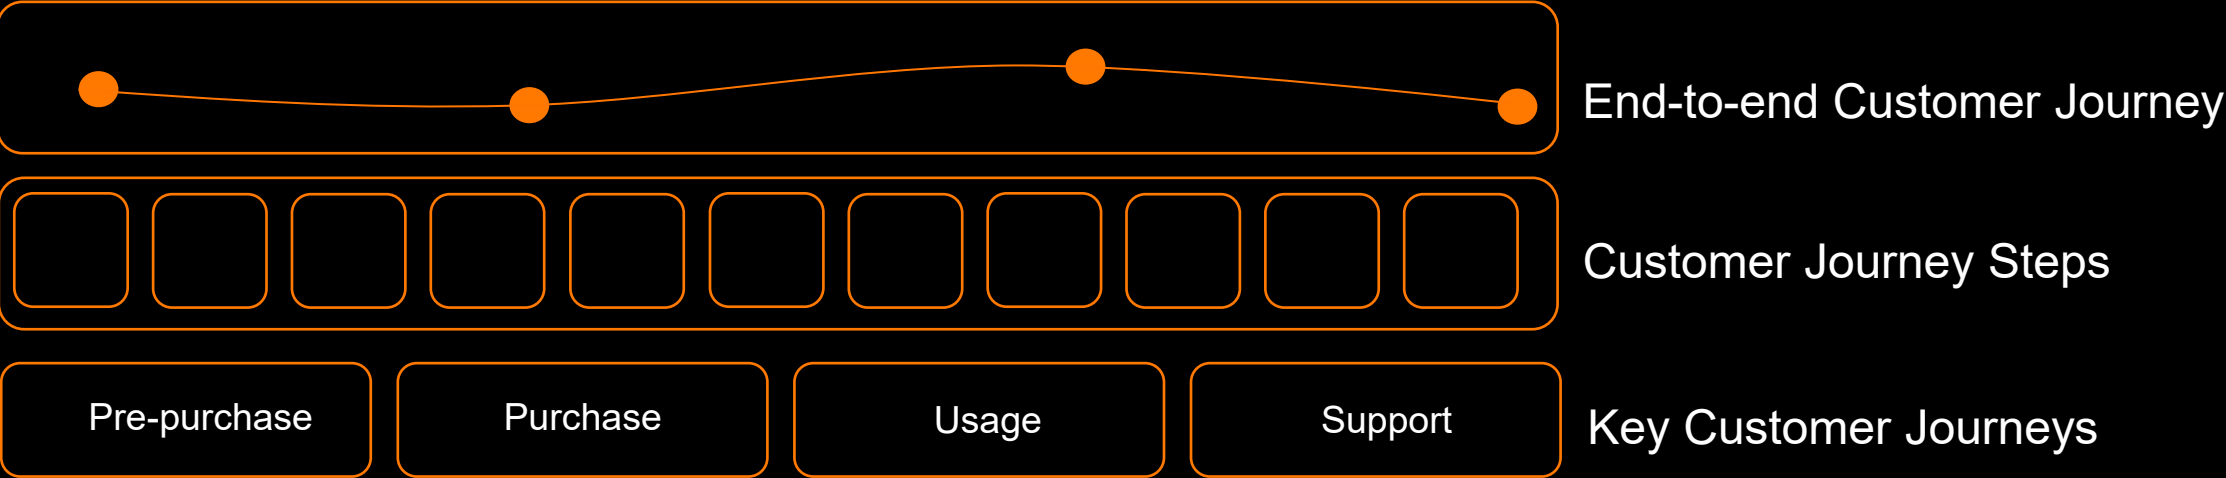 End-to-end Customer Journey
Customer Journey Steps
Pre-purchase
Purchase
Usage
Support
Key Customer Journeys